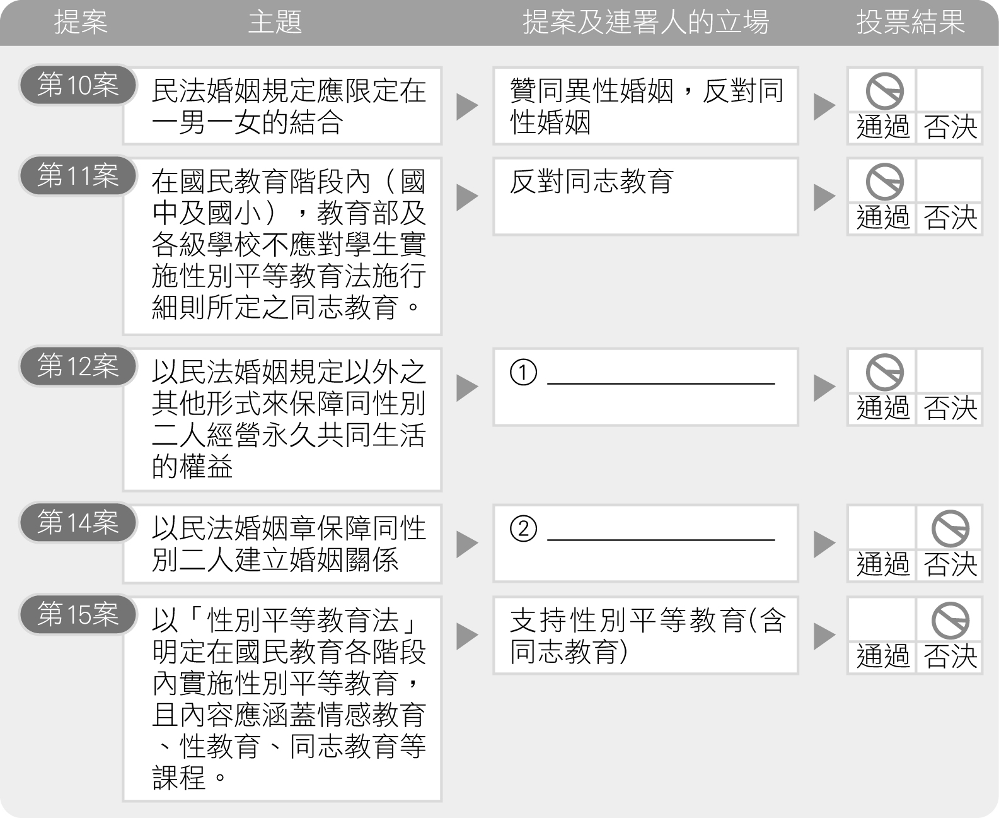 提案 主題 提案及連署人的立場 投票結果
第10案
民法婚姻規定應限定在
一男一女的結合
贊同異性婚姻，反對同
性婚姻
通過 否決
第11案
在國民教育階段內（國
中及國小），教育部及
各級學校不應對學生實
施性別平等教育法施行
細則所定之同志教育。
反對同志教育
通過 否決
第12案
以民法婚姻規定以外之
其他形式來保障同性別
二人經營永久共同生活
的權益
①
通過 否決
第14案
以民法婚姻章保障同性
別二人建立婚姻關係
②
通過 否決
第15案
以「性別平等教育法」
明定在國民教育各階段
內實施性別平等教育，
且內容應涵蓋情感教育
、性教育、同志教育等
課程。
支持性別平等教育(含
同志教育)
通過 否決